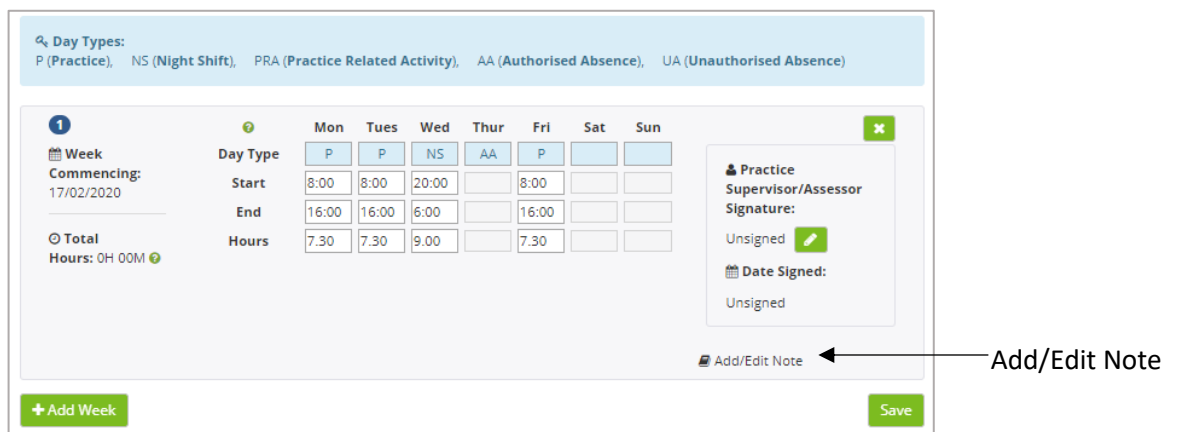 Day Types:
P (Practice), NS (Night Shift), PRA (Practice Related Activity), AA (Authorised Absence), UA (Unauthorised Absence)
1
Week
Commencing:
17/02/2020
Total
Hours: 0H 00M
Mon Tues Wed Thur Fri Sat Sun
Day Type P P NS AA P
Start 8:00 8:00 20:00 8:00
End 16:00 16:00 6:00 16:00
Hours 7.30 7.30 9.00 7.30
Practice
Supervisor/Assessor
Signature:
Unsigned
Date Signed:
Unsigned
Add/Edit Note
Add/Edit Note
Add Week
Save